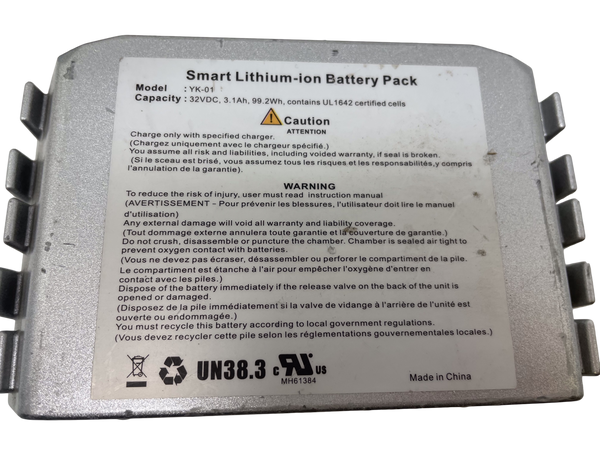 Smart Lithium-ion Battery Pack
Model : YK-01
Capacity : 32VDC, 3.1Ah, 99.2Wh, contains UL1642 certified cells
Caution
ATTENTION
Charge only with specified charger.
(Chargez uniquement avec le chargeur spécifié.)
You assume all risk and liabilities, including voided warranty, if seal is broken.
(Si le sceau est brisé, vous assumez tous les risques et les responsabilités,y compris
l'annulation de la garantie.)
WARNING
To reduce the risk of injury, user must read instruction manual
(AVERTISSEMENT - Pour prévenir les blessures, l'utilisateur doit lire le manuel
d'utilisation)
Any external damage will void warranty and liability coverage.
(Tout dommage externe annulera toute garantie et la couverture de garantie.)
Do not crush, disassemble or puncture the chamber. Chamber is sealed air tight to
prevent oxygen contact with batteries.
(Vous ne devez pas écraser, désassembler ou perforer le compartiment de la pile.
Le compartiment est étanche à l'air pour empêcher l'oxygène d'entrer en
contact avec les piles.)
Dispose of the battery immediately if the release valve on the back of the unit is
opened or damaged.
(Disposez de la pile immédiatement si la valve de vidange à l'arrière de l'unité est
ouverte ou endommagée.)
You must recycle this battery according to local government regulations.
(Vous devez recycler cette pile selon les réglementations gouvernementales locales.)
UN38.3 c RU us
MH61384
Made in China